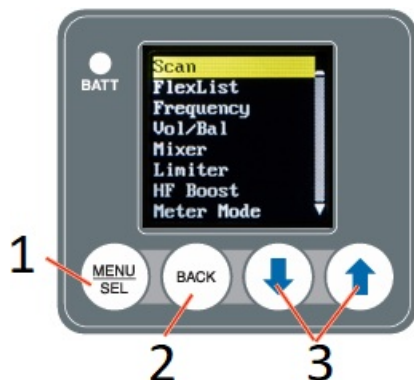 BATT
Scan
FlexList
Frequency
Vol/Bal
Mixer
Limiter
HF Boost
Meter Mode
1
MENU
SEL
BACK
2
3